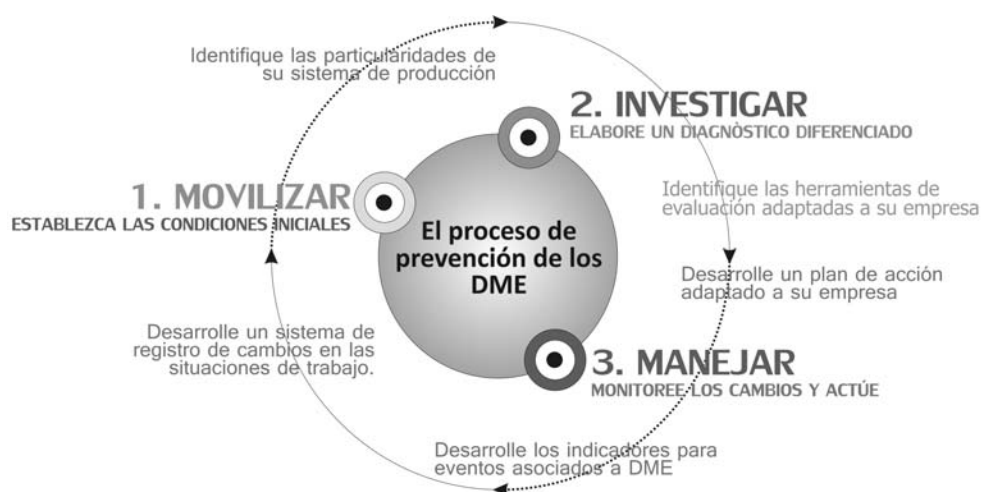 Identifique las particularidades de
su sistema de producción
2. INVESTIGAR
ELABORE UN DIAGNÒSTICO DIFERENCIADO
1. MOVILIZAR
ESTABLEZCA LAS CONDICIONES INICIALES
Identifique las herramientas de
evaluación adaptadas a su empresa
El proceso de
prevención de los
DME
Desarrolle un plan de acción
adaptado a su empresa
Desarrolle un sistema de
registro de cambios en las
situaciones de trabajo.
3. MANEJAR
MONITOREE LOS CAMBIOS Y ACTÚE
Desarrolle los indicadores para
eventos asociados a DME